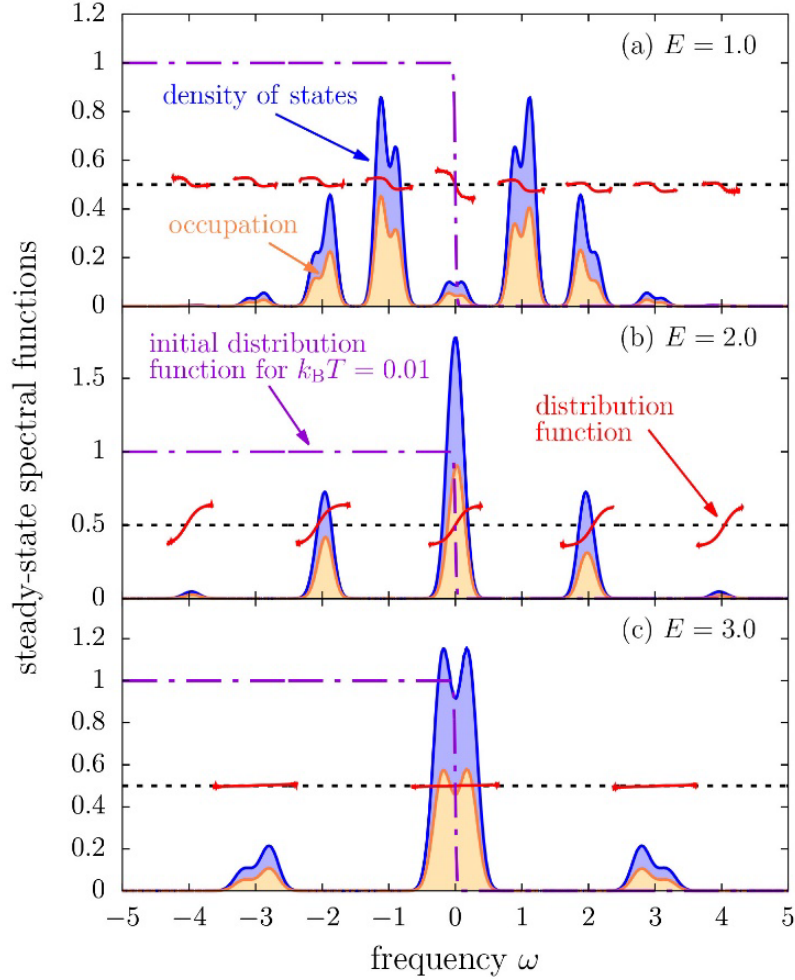 steady-state spectral functions
1.2
1
0.8
0.6
0.4
0.2
0
(a) E = 1.0
density of states
occupation
1.5
1
0.5
0
(b) E = 2.0
initial distribution
function for k_B T = 0.01
distribution
function
1.2
1
0.8
0.6
0.4
0.2
0
(c) E = 3.0
−5 −4 −3 −2 −1 0 1 2 3 4 5
frequency ω